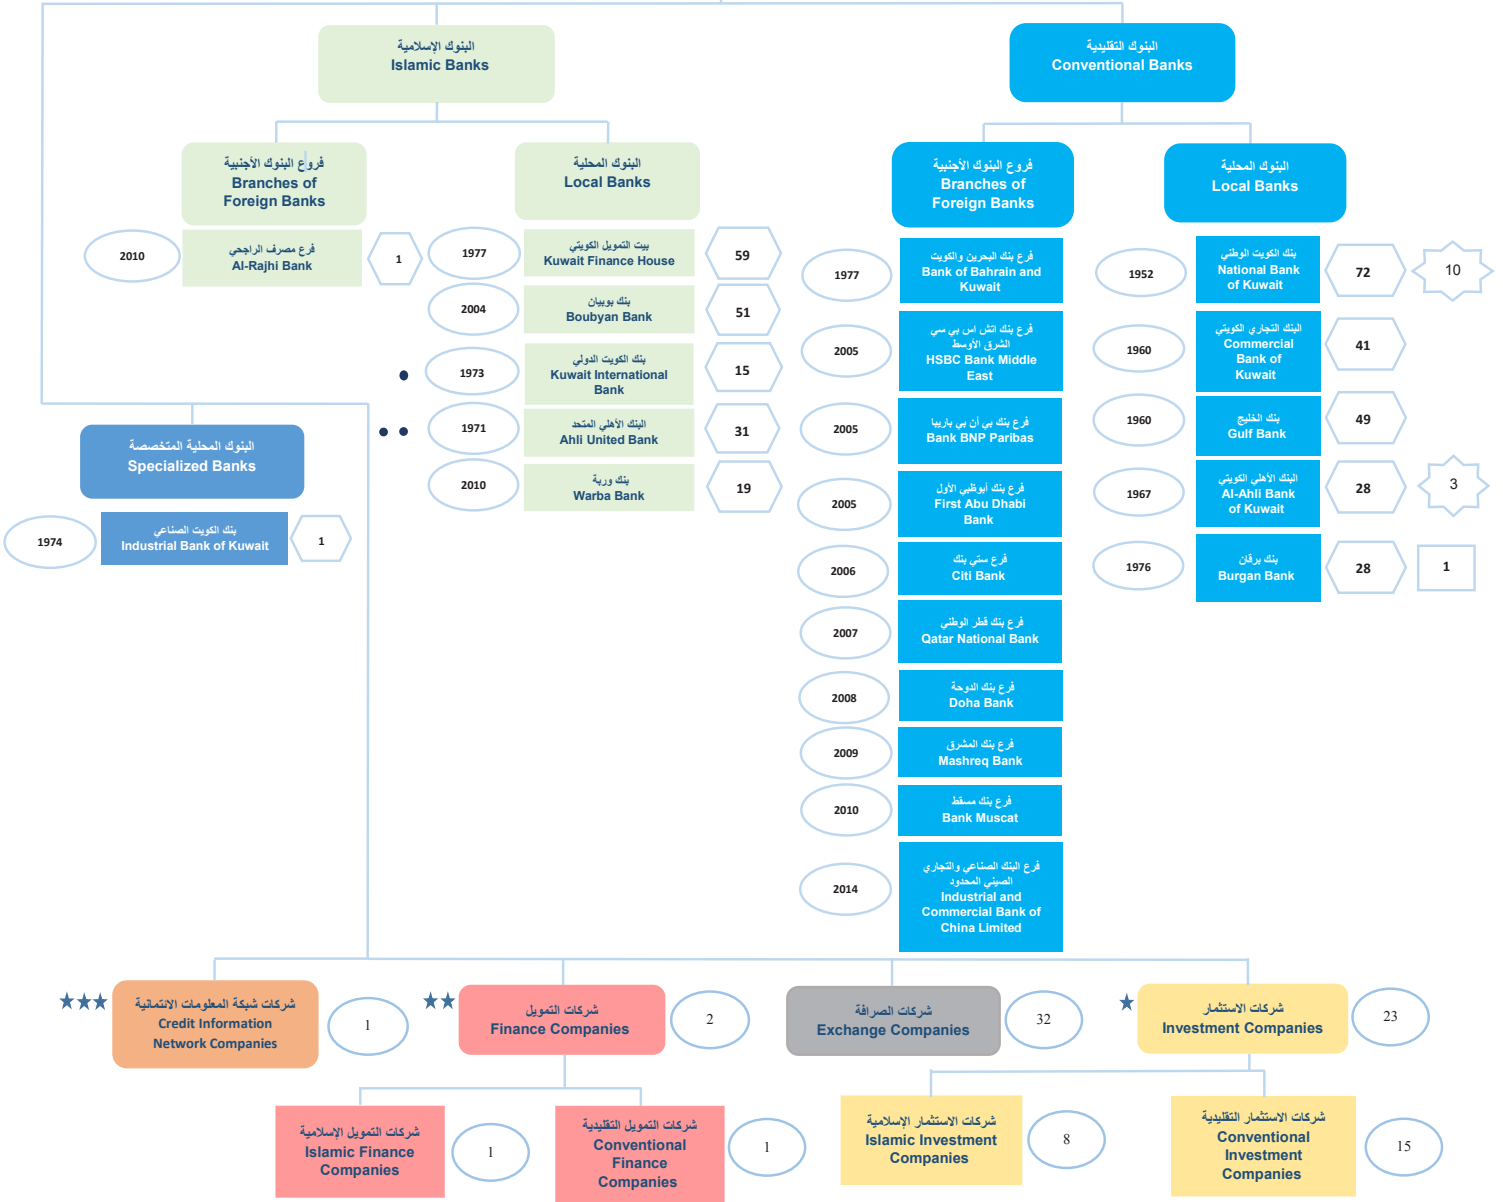 البنوك الإسلامية
Islamic Banks
البنوك التقليدية
Conventional Banks
فروع البنوك الأجنبية
Branches of
Foreign Banks
البنوك المحلية
Local Banks
فروع البنوك الأجنبية
Branches of
Foreign Banks
البنوك المحلية
Local Banks
2010
فرع مصرف الراجحي
Al-Rajhi Bank
1
1977
بيت التمويل الكويتي
Kuwait Finance House
59
2004
بنك بوبيان
Boubyan Bank
51
1973
بنك الكويت الدولي
Kuwait International
Bank
15
1971
البنك الأهلي المتحد
Ahli United Bank
31
2010
بنك وربة
Warba Bank
19
البنوك المحلية المتخصصة
Specialized Banks
1974
بنك الكويت الصناعي
Industrial Bank of Kuwait
1
1977
فرع بنك البحرين والكويت
Bank of Bahrain and
Kuwait
2005
فرع بنك اتش اس بي سي
الشرق الأوسط
HSBC Bank Middle
East
2005
فرع بنك بي أن بي باريبا
Bank BNP Paribas
2005
فرع بنك أبوظبي الأول
First Abu Dhabi
Bank
2006
فرع ستي بنك
Citi Bank
2007
فرع بنك قطر الوطني
Qatar National Bank
2008
فرع بنك الدوحة
Doha Bank
2009
فرع بنك المشرق
Mashreq Bank
2010
فرع بنك مسقط
Bank Muscat
2014
فرع البنك الصناعي والتجاري
الصيني المحدود
Industrial and
Commercial Bank of
China Limited
1952
بنك الكويت الوطني
National Bank
of Kuwait
72
10
1960
البنك التجاري الكويتي
Commercial
Bank of
Kuwait
41
1960
بنك الخليج
Gulf Bank
49
1967
البنك الأهلي الكويتي
Al-Ahli Bank
of Kuwait
28
3
1976
بنك برقان
Burgan Bank
28
1
شركات شبكة المعلومات الائتمانية
Credit Information
Network Companies
1
شركات التمويل
Finance Companies
2
شركات الصرافة
Exchange Companies
32
شركات الاستثمار
Investment Companies
23
شركات التمويل الإسلامية
Islamic Finance
Companies
1
شركات التمويل التقليدية
Conventional
Finance
Companies
1
شركات الاستثمار الإسلامية
Islamic Investment
Companies
8
شركات الاستثمار التقليدية
Conventional
Investment
Companies
15